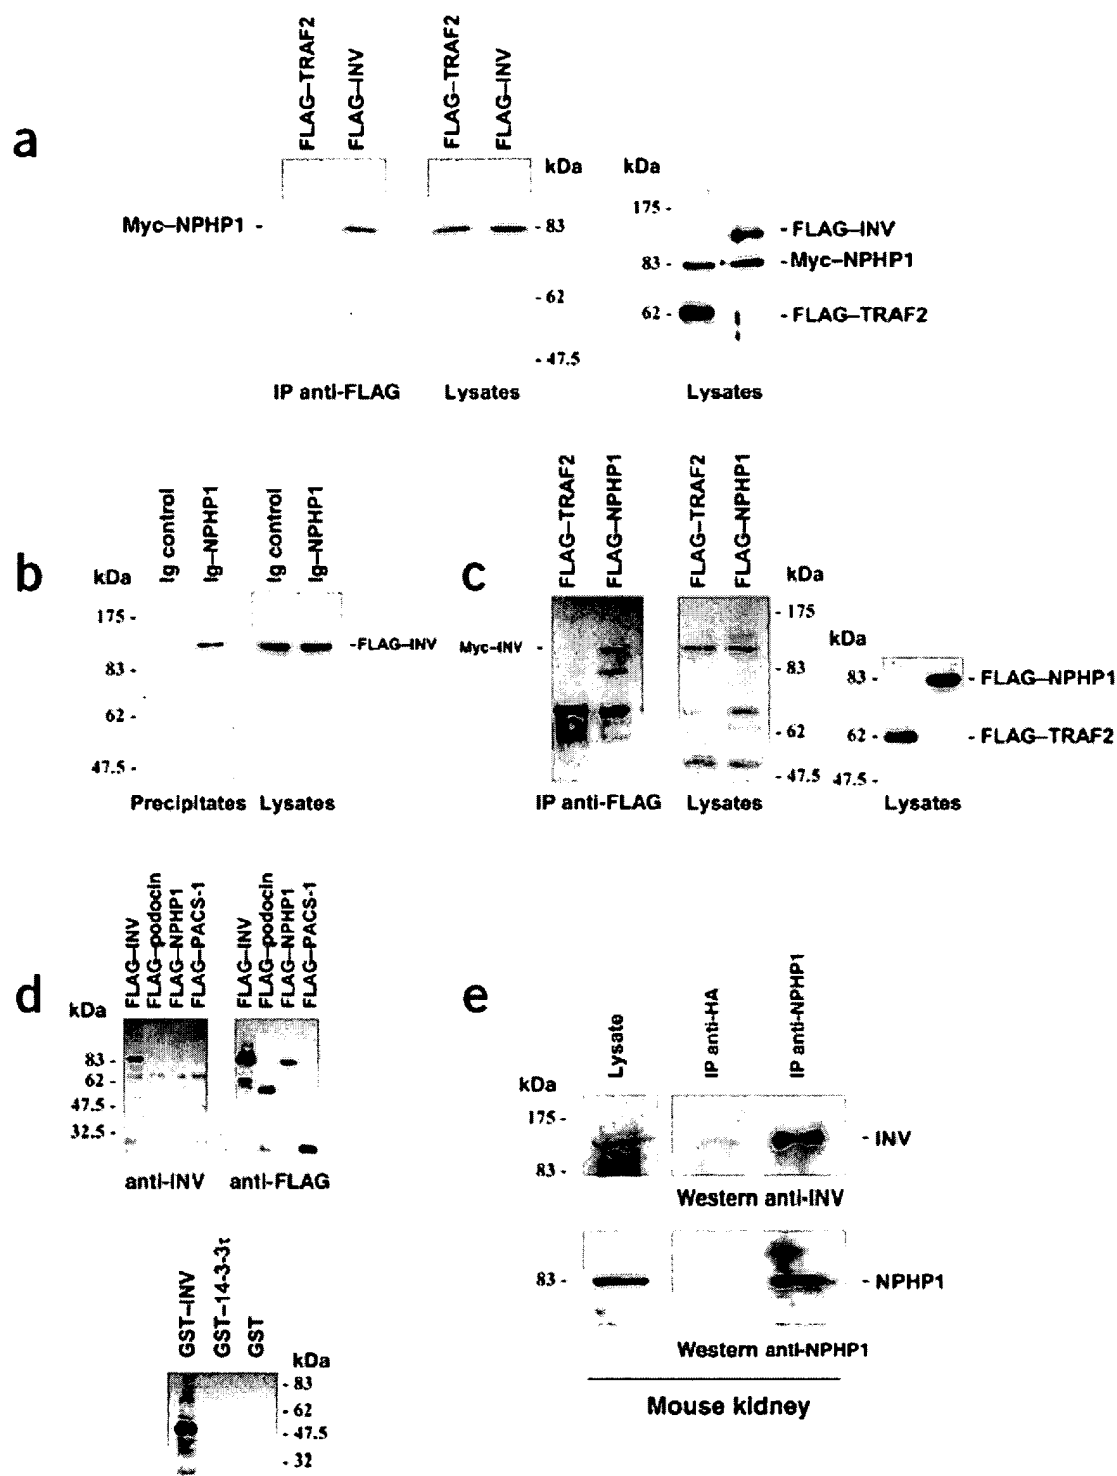 a
FLAG–TRAF2
FLAG–INV
FLAG–TRAF2
FLAG–INV
kDa
kDa
Myc–NPHP1 -
- 83
- 62
- 47.5
175 -
83 -
62 -
- FLAG–INV
- Myc–NPHP1
- FLAG–TRAF2
IP anti-FLAG
Lysates
Lysates
b
Ig control
Ig–NPHP1
Ig control
Ig–NPHP1
kDa
175 -
83 -
62 -
47.5 -
-FLAG–INV
Precipitates
Lysates
c
FLAG–TRAF2
FLAG–NPHP1
FLAG–TRAF2
FLAG–NPHP1
kDa
Myc–INV -
- 175
- 83
- 62
- 47.5
kDa
83 -
62 -
47.5 -
- FLAG–NPHP1
- FLAG–TRAF2
IP anti-FLAG
Lysates
Lysates
d
FLAG–INV
FLAG–podocin
FLAG–NPHP1
FLAG–PACS-1
FLAG–INV
FLAG–podocin
FLAG–NPHP1
FLAG–PACS-1
kDa
83 -
62 -
47.5 -
32.5 -
anti-INV
anti-FLAG
GST–INV
GST–14-3-3τ
GST
kDa
- 83
- 62
- 47.5
- 32
e
Lysate
IP anti-HA
IP anti-NPHP1
kDa
175 -
83 -
- INV
Western anti-INV
83 -
- NPHP1
Western anti-NPHP1
Mouse kidney